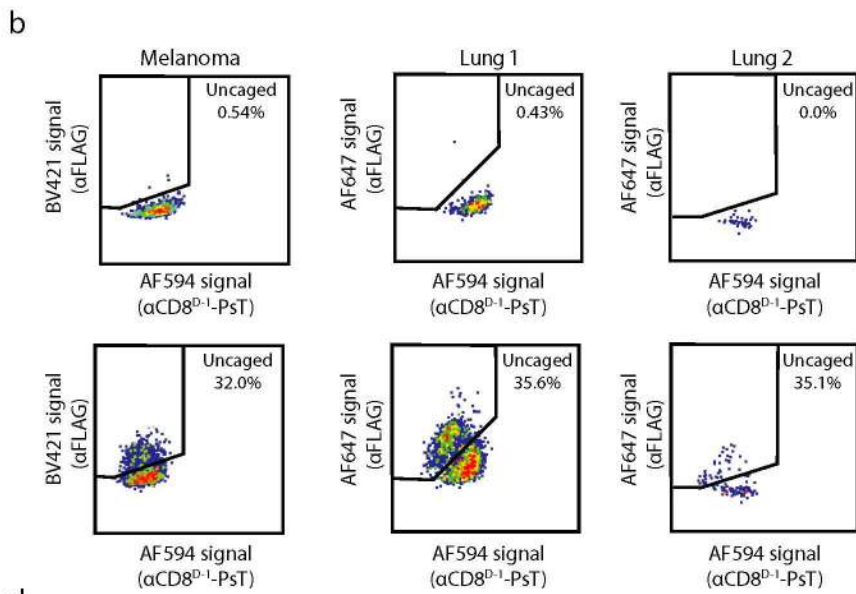 b
Melanoma
Lung 1
Lung 2
BV421 signal
(αFLAG)
Uncaged
0.54%
AF594 signal
(αCD8ᴰ⁻¹-PsT)
AF647 signal
(αFLAG)
Uncaged
0.43%
AF594 signal
(αCD8ᴰ⁻¹-PsT)
AF647 signal
(αFLAG)
Uncaged
0.0%
AF594 signal
(αCD8ᴰ⁻¹-PsT)
BV421 signal
(αFLAG)
Uncaged
32.0%
AF594 signal
(αCD8ᴰ⁻¹-PsT)
AF647 signal
(αFLAG)
Uncaged
35.6%
AF594 signal
(αCD8ᴰ⁻¹-PsT)
AF647 signal
(αFLAG)
Uncaged
35.1%
AF594 signal
(αCD8ᴰ⁻¹-PsT)